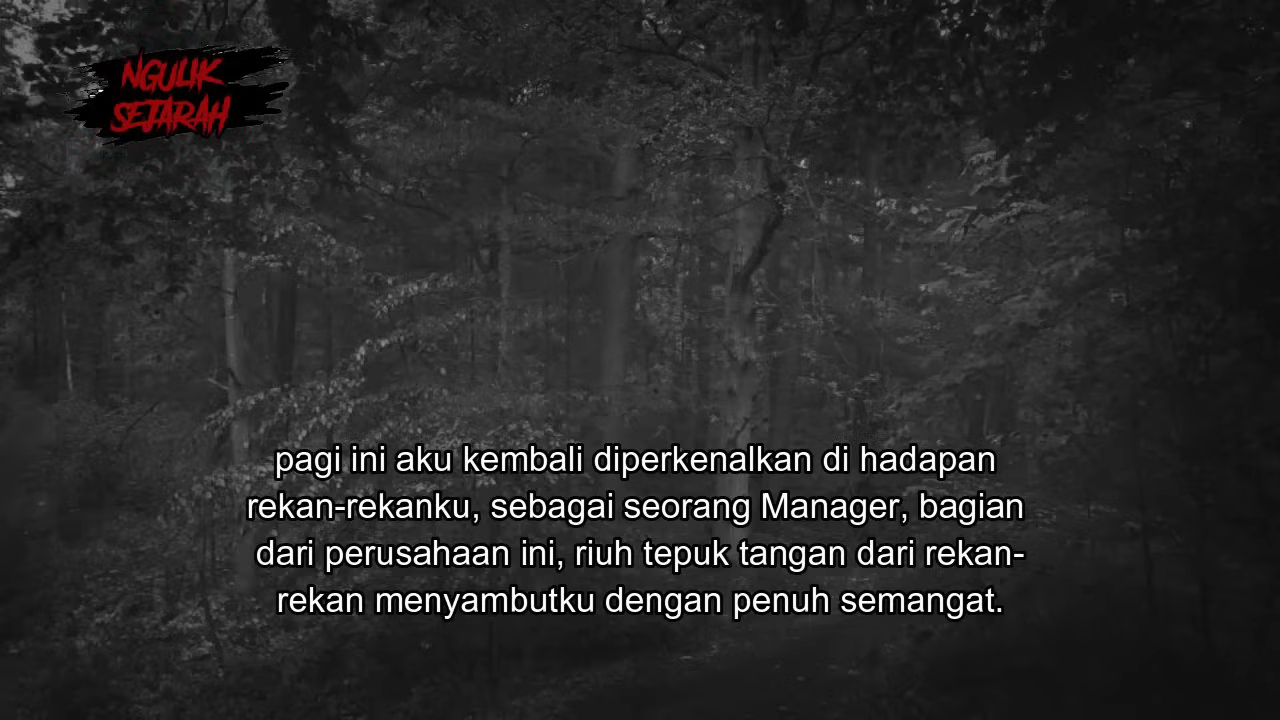 NGULIK
SEJARAH
pagi ini aku kembali diperkenalkan di hadapan
rekan-rekanku, sebagai seorang Manager, bagian
dari perusahaan ini, riuh tepuk tangan dari rekan-
rekan menyambutku dengan penuh semangat.